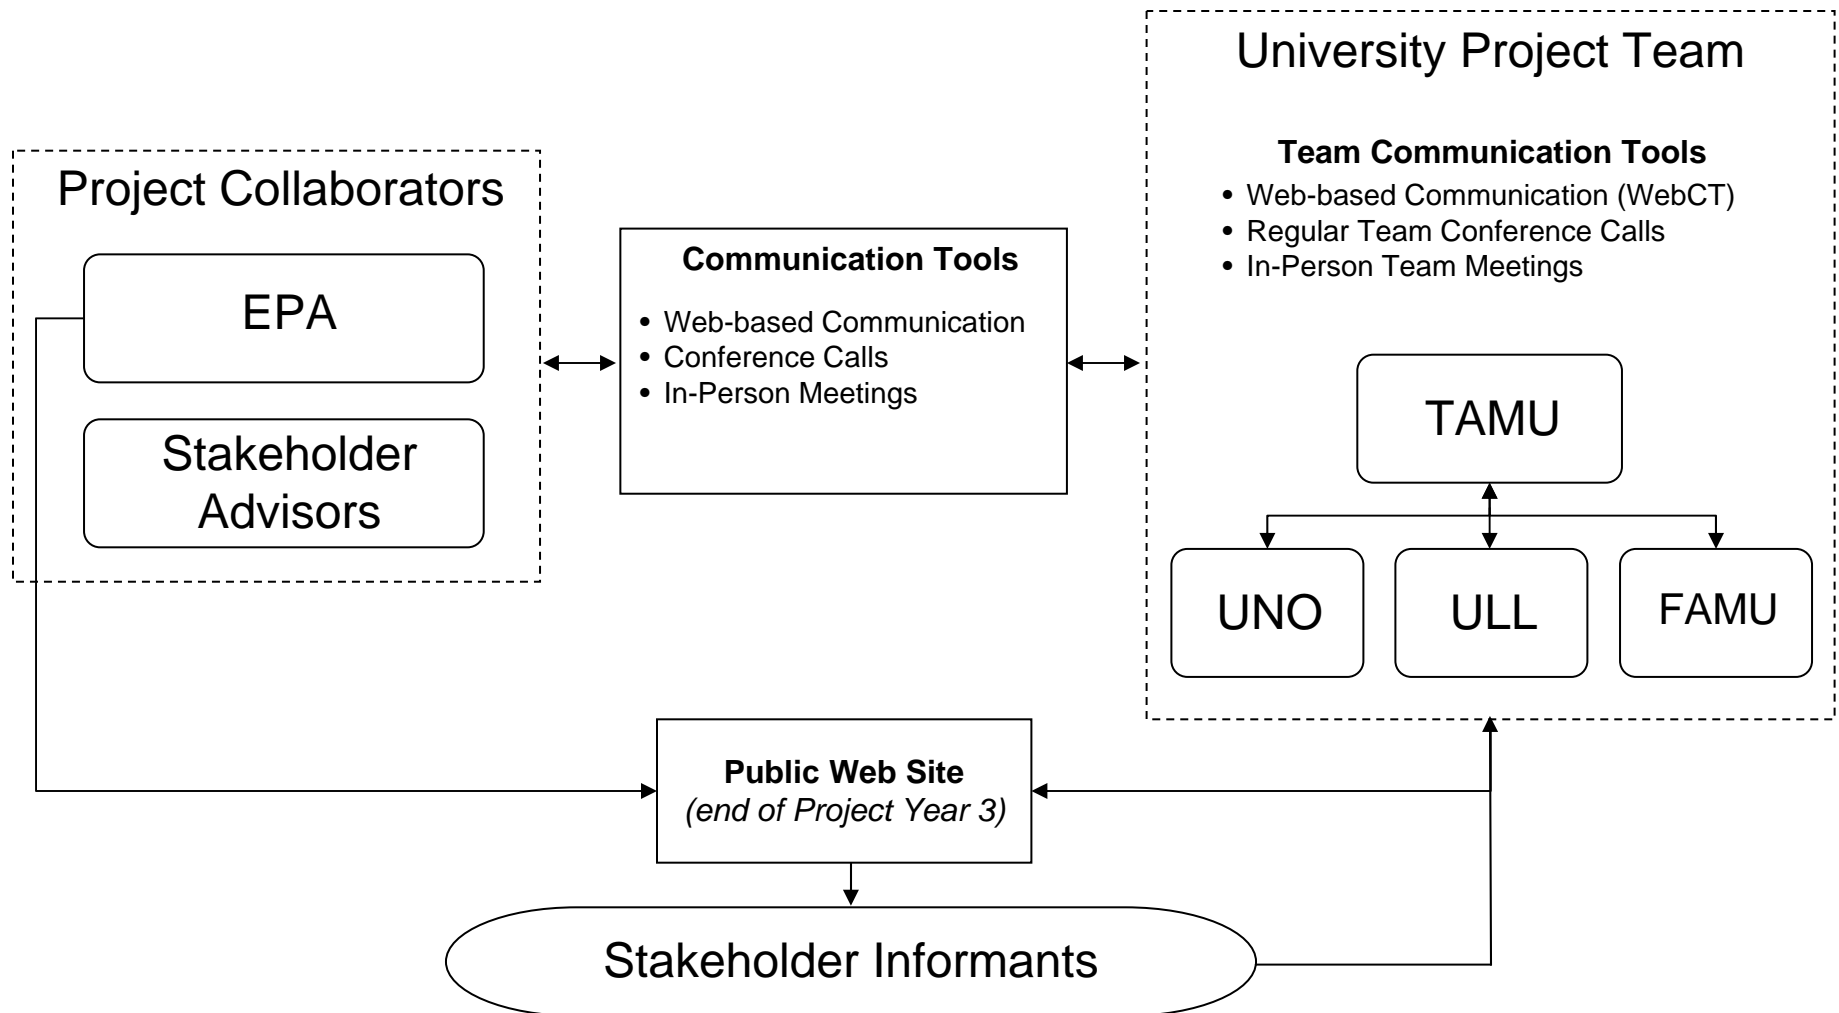 University Project Team
Team Communication Tools
• Web-based Communication (WebCT)
• Regular Team Conference Calls
• In-Person Team Meetings
Project Collaborators
EPA
Stakeholder
Advisors
Communication Tools
• Web-based Communication
• Conference Calls
• In-Person Meetings
TAMU
UNO
ULL
FAMU
Public Web Site
(end of Project Year 3)
Stakeholder Informants